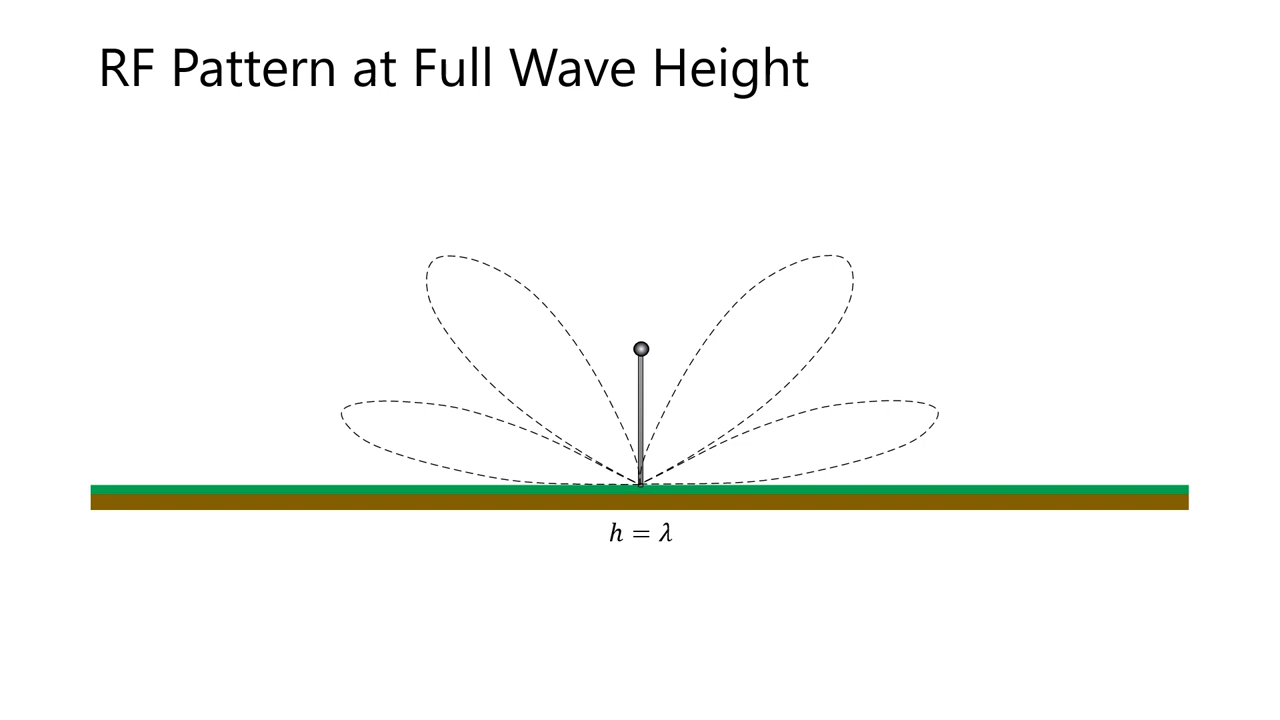 RF Pattern at Full Wave Height
ℎ = 𝜆